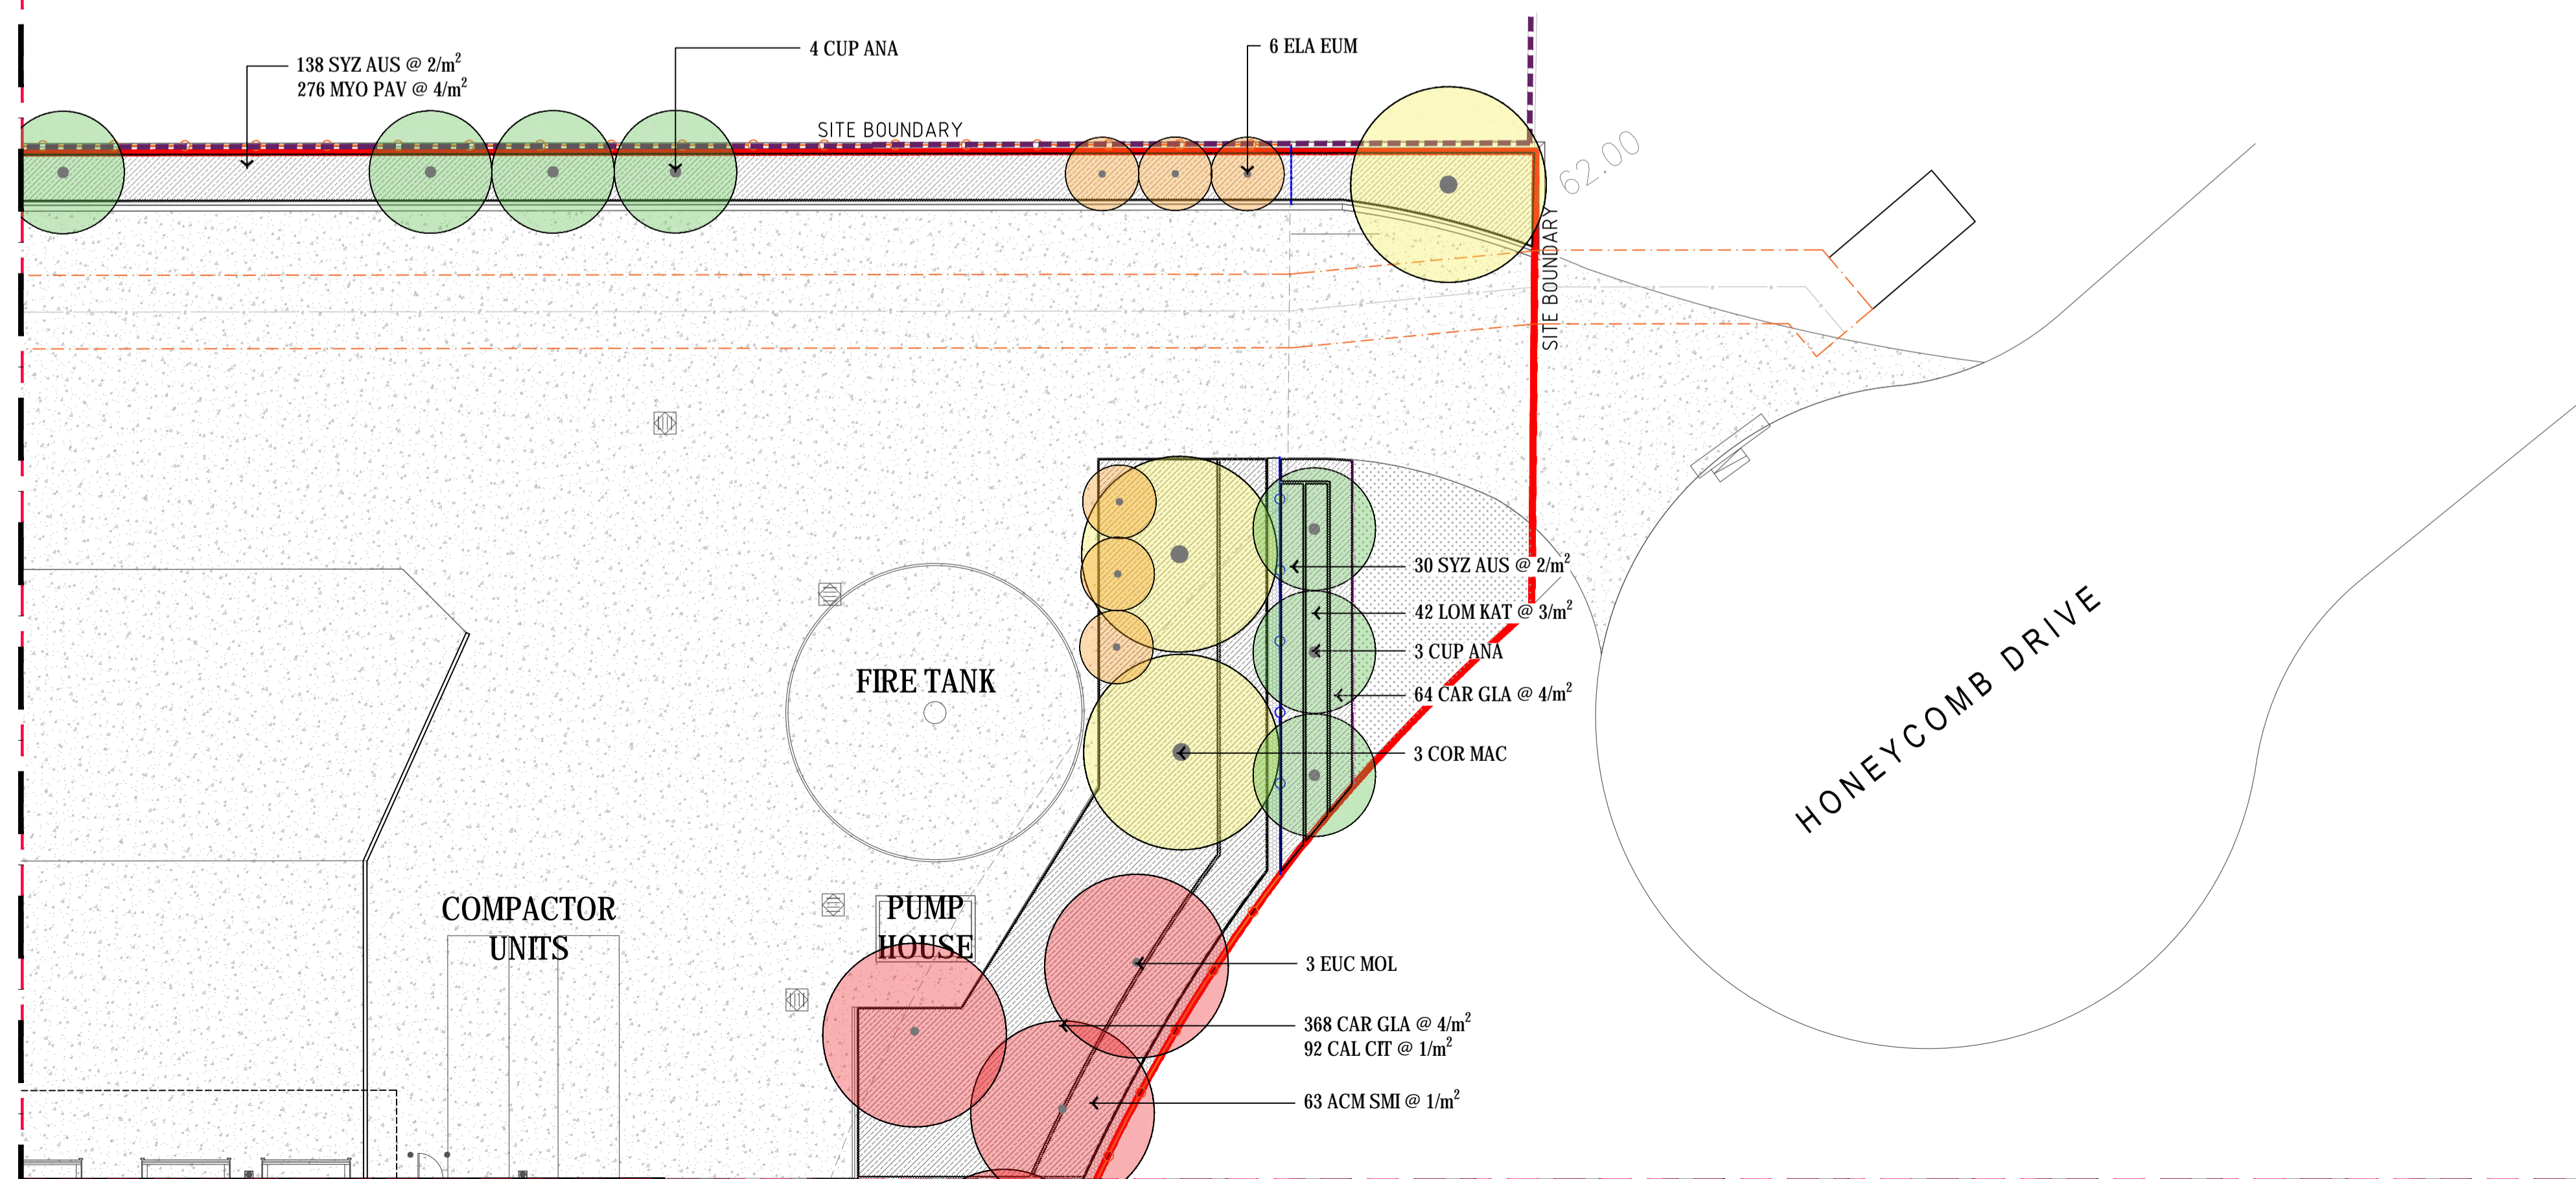 4 CUP ANA
6 ELA EUM
138 SYZ AUS @ 2/m²
276 MYO PAV @ 4/m²
SITE BOUNDARY
62.00
SITE BOUNDARY
30 SYZ AUS @ 2/m²
42 LOM KAT @ 3/m²
3 CUP ANA
FIRE TANK
64 CAR GLA @ 4/m²
HONEYCOMB DRIVE
3 COR MAC
COMPACTOR
UNITS
PUMP
HOUSE
3 EUC MOL
368 CAR GLA @ 4/m²
92 CAL CIT @ 1/m²
63 ACM SMI @ 1/m²